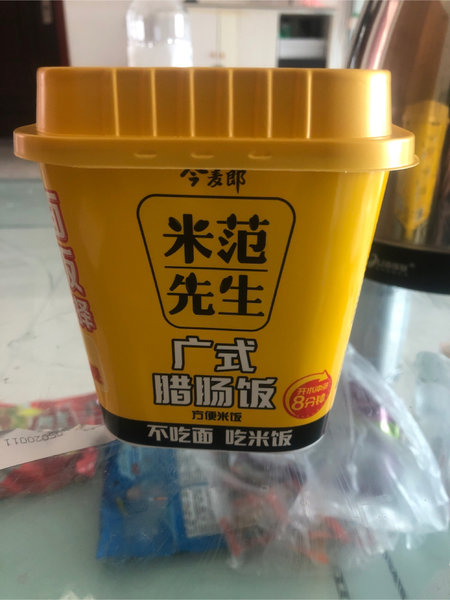 今麦郎
米范
先生
广式
腊肠饭
开水冲泡
8分钟
方便米饭
不吃面 吃米饭
20011